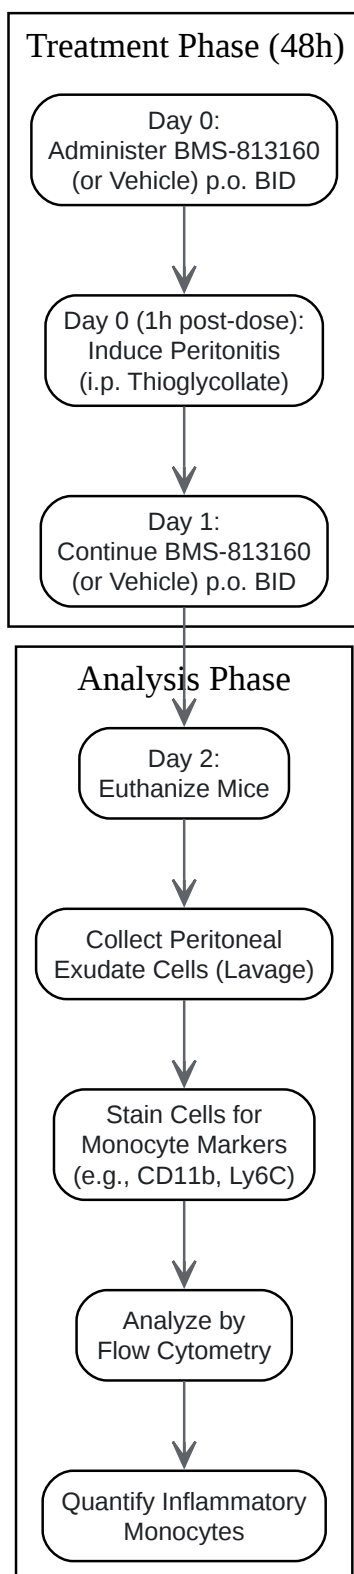 Treatment Phase (48h)
Day 0:
Administer BMS-813160
(or Vehicle) p.o. BID
Day 0 (1h post-dose):
Induce Peritonitis
(i.p. Thioglycollate)
Day 1:
Continue BMS-813160
(or Vehicle) p.o. BID
Analysis Phase
Day 2:
Euthanize Mice
Collect Peritoneal
Exudate Cells (Lavage)
Stain Cells for
Monocyte Markers
(e.g., CD11b, Ly6C)
Analyze by
Flow Cytometry
Quantify Inflammatory
Monocytes